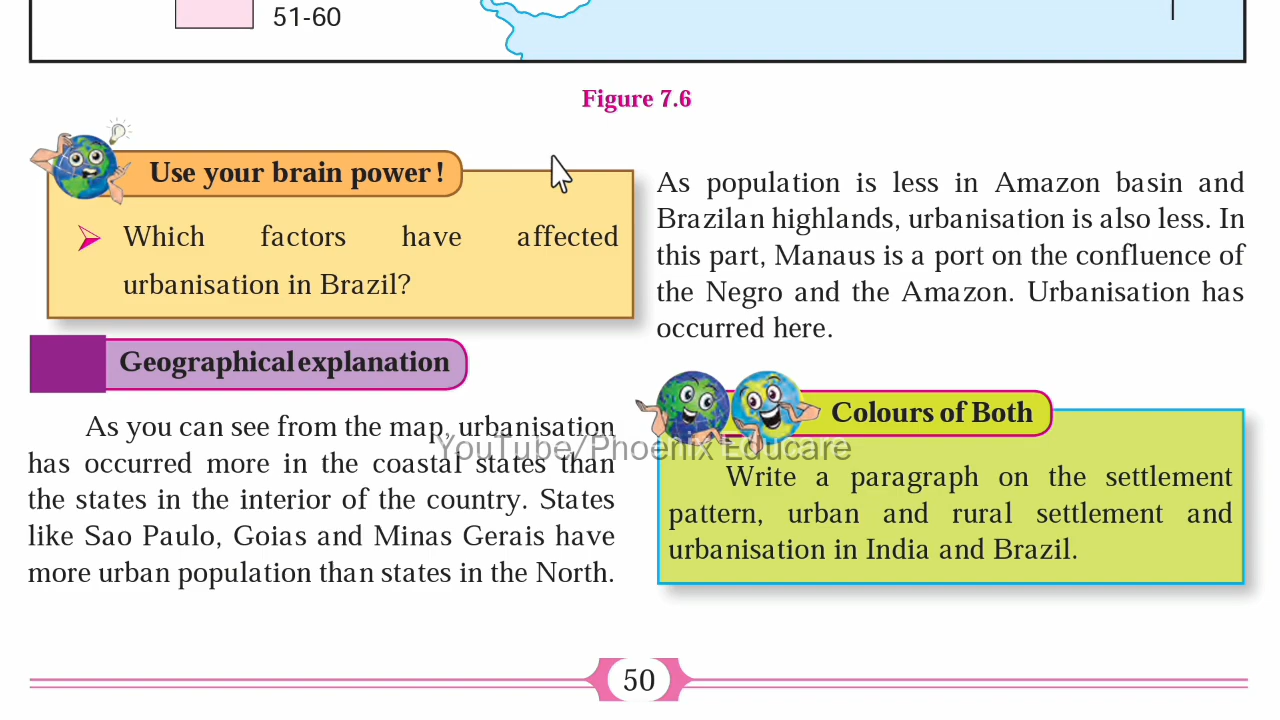 51-60
Figure 7.6
Use your brain power !
Which factors have affected
urbanisation in Brazil?
Geographical explanation
As you can see from the map, urbanisation
has occurred more in the coastal states than
the states in the interior of the country. States
like Sao Paulo, Goias and Minas Gerais have
more urban population than states in the North.
As population is less in Amazon basin and
Brazilan highlands, urbanisation is also less. In
this part, Manaus is a port on the confluence of
the Negro and the Amazon. Urbanisation has
occurred here.
Colours of Both
YouTube/Phoenix Educare
Write a paragraph on the settlement
pattern, urban and rural settlement and
urbanisation in India and Brazil.
50